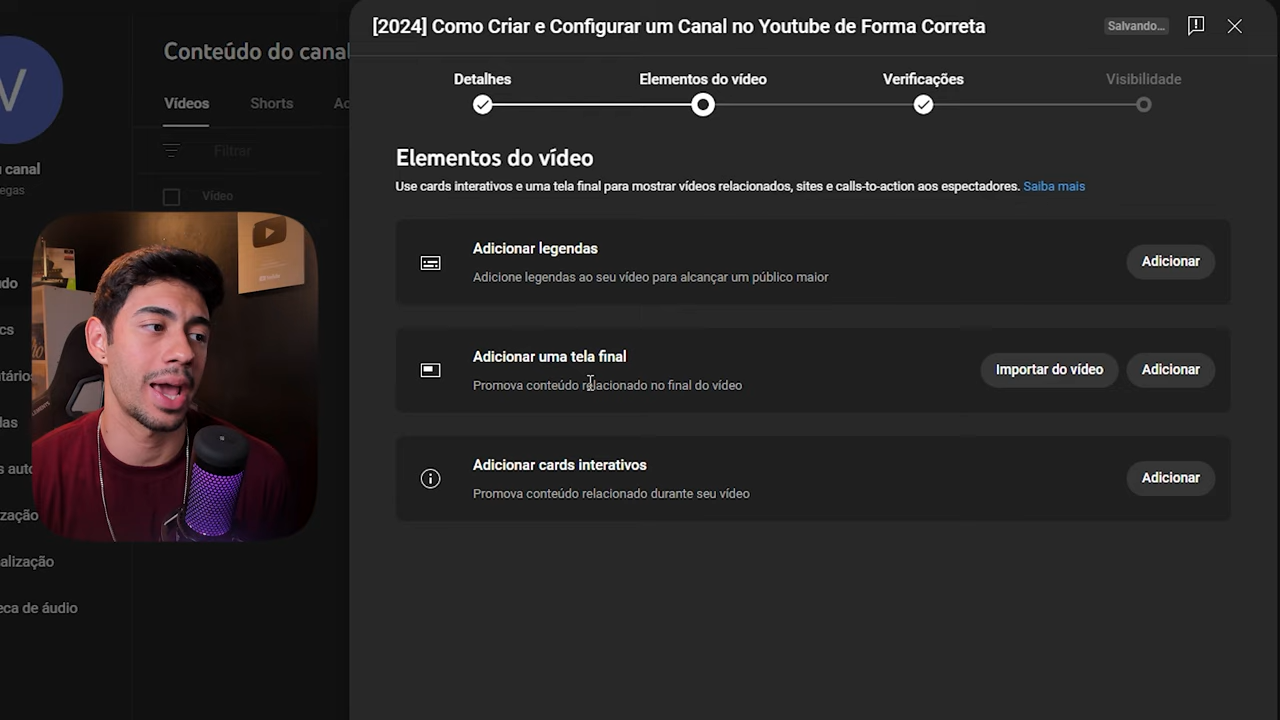 [2024] Como Criar e Configurar um Canal no Youtube de Forma Correta
Salvando...
Conteúdo do canal
Detalhes
Elementos do vídeo
Verificações
Visibilidade
Vídeos
Shorts
Filtrar
Vídeo
V
canal
egas
Elementos do vídeo
Use cards interativos e uma tela final para mostrar vídeos relacionados, sites e calls-to-action aos espectadores. Saiba mais
Adicionar legendas
Adicione legendas ao seu vídeo para alcançar um público maior
Adicionar
Adicionar uma tela final
Promova conteúdo relacionado no final do vídeo
Importar do vídeo
Adicionar
Adicionar cards interativos
Promova conteúdo relacionado durante seu vídeo
Adicionar